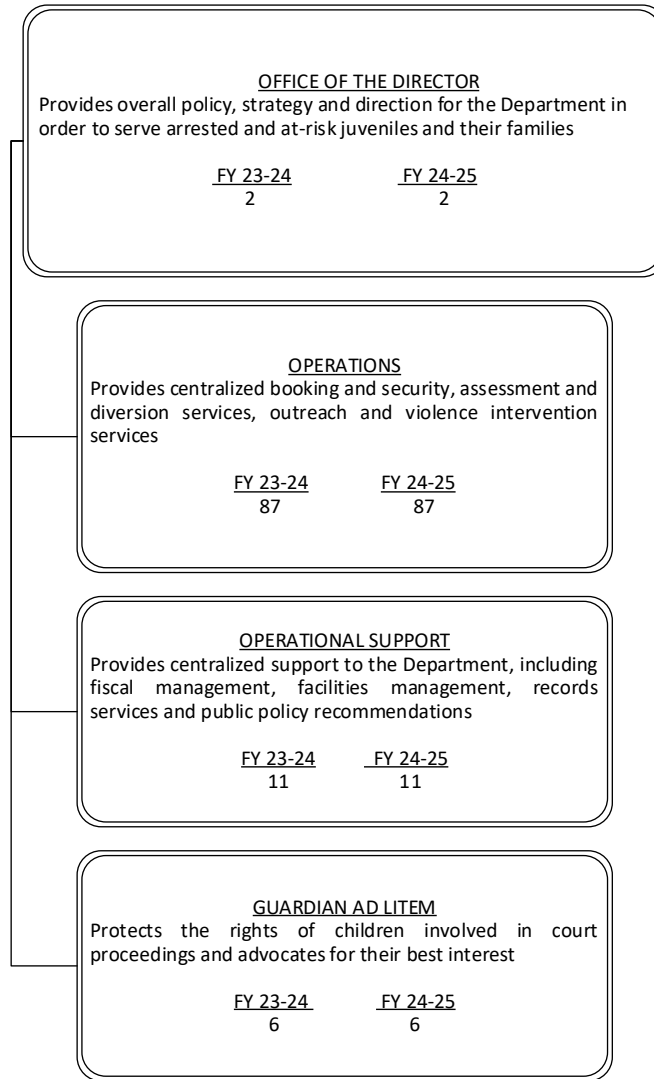 OFFICE OF THE DIRECTOR
Provides overall policy, strategy and direction for the Department in
order to serve arrested and at-risk juveniles and their families
FY 23-24 FY 24-25
2 2
OPERATIONS
Provides centralized booking and security, assessment and
diversion services, outreach and violence intervention
services
FY 23-24 FY 24-25
87 87
OPERATIONAL SUPPORT
Provides centralized support to the Department, including
fiscal management, facilities management, records
services and public policy recommendations
FY 23-24 FY 24-25
11 11
GUARDIAN AD LITEM
Protects the rights of children involved in court
proceedings and advocates for their best interest
FY 23-24 FY 24-25
6 6